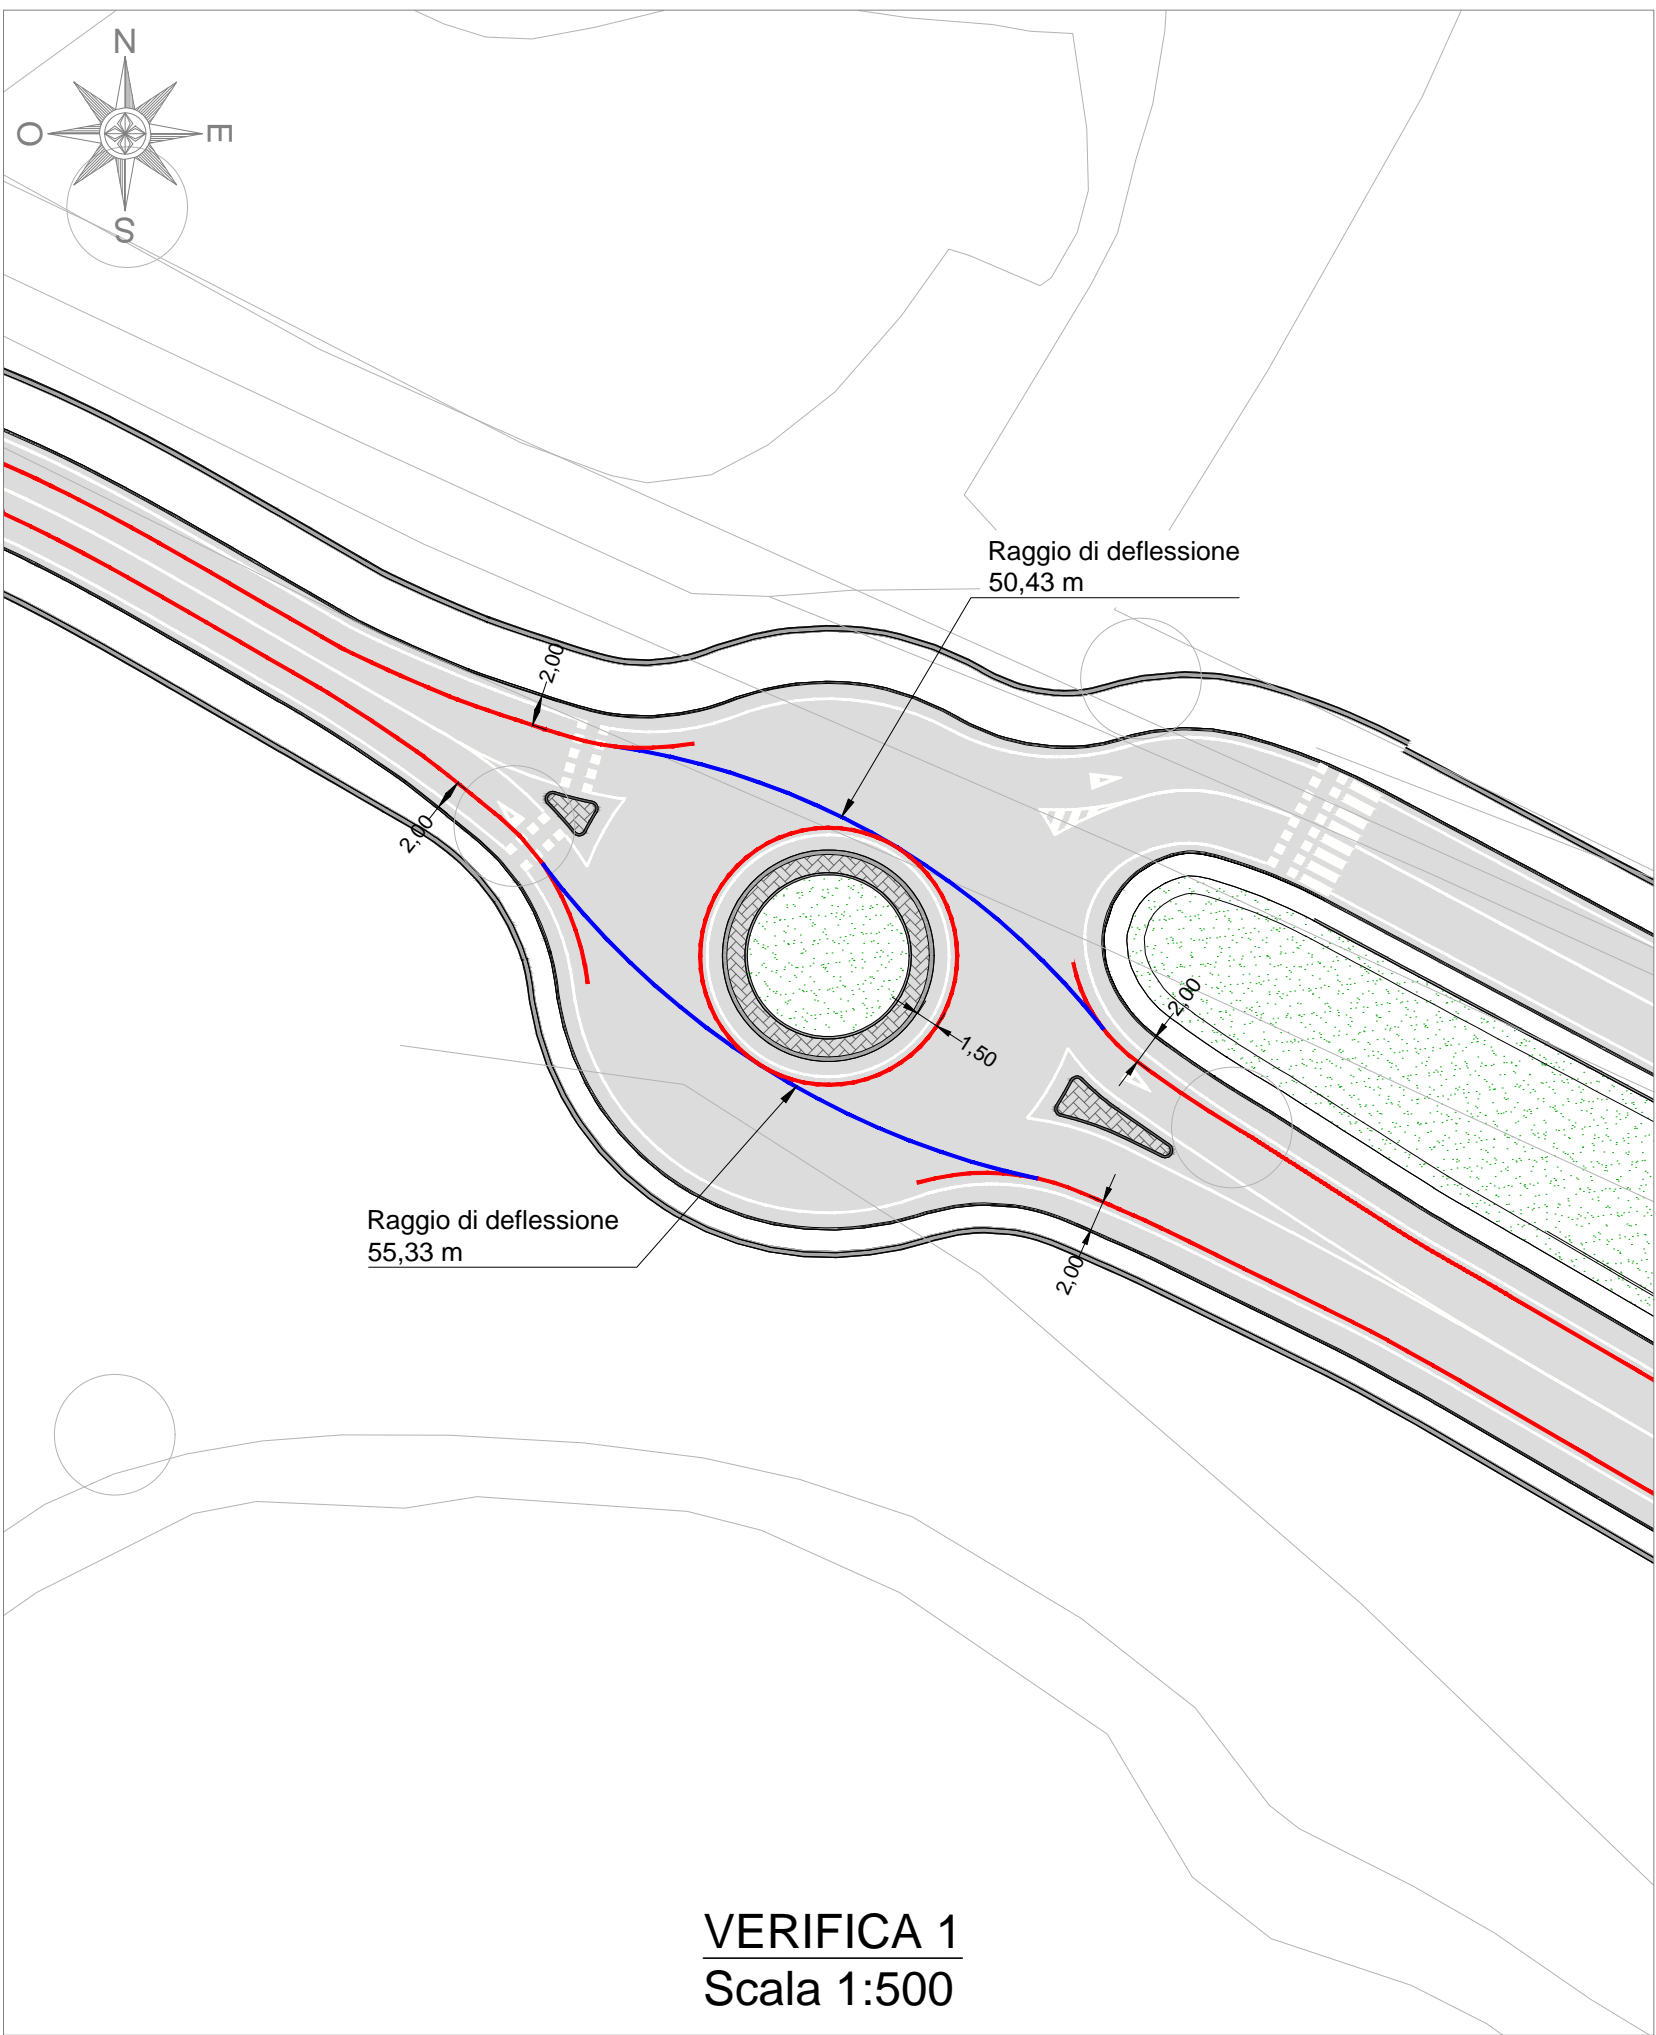 N
O
E
S
Raggio di deflessione
50,43 m
2,00
2,00
2,00
1,50
Raggio di deflessione
55,33 m
2,00
VERIFICA 1
Scala 1:500